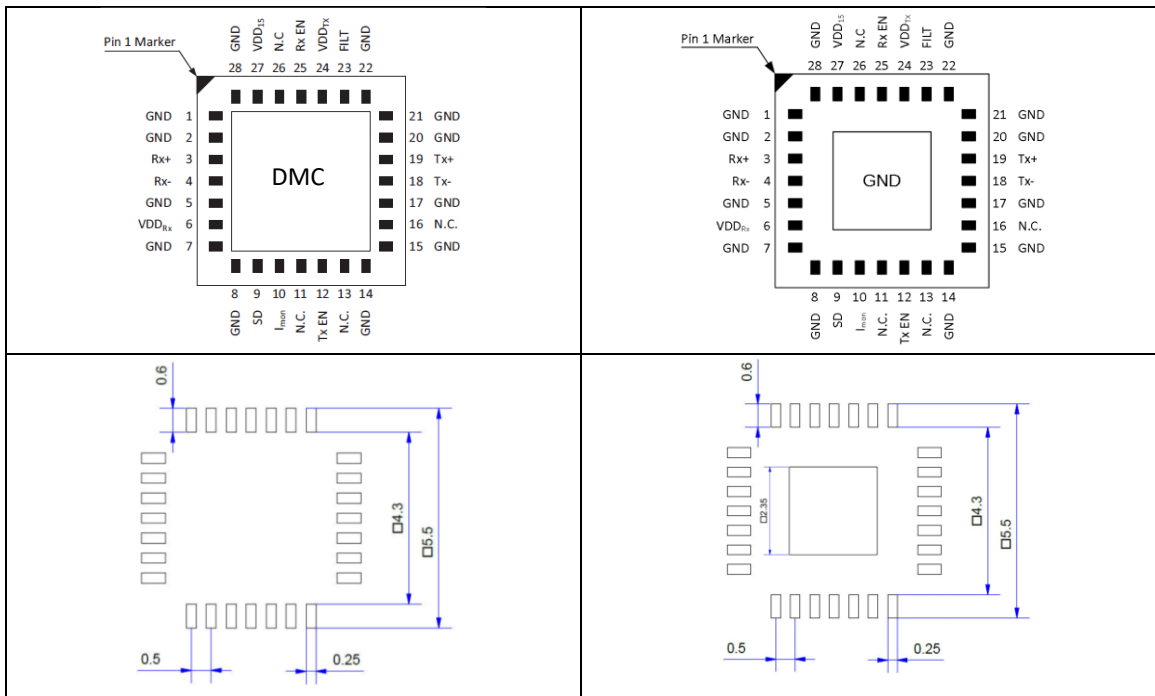 Pin 1 Marker
GND VDD15 N.C Rx EN VDDTx FILT GND
28 27 26 25 24 23 22
GND 1
GND 2
Rx+ 3
Rx- 4
GND 5
VDDRx 6
GND 7
DMC
21 GND
20 GND
19 Tx+
18 Tx-
17 GND
16 N.C.
15 GND
8 9 10 11 12 13 14
GND SD Imon N.C. Tx EN N.C. GND
Pin 1 Marker
GND VDD15 N.C Rx EN VDDTx FILT GND
28 27 26 25 24 23 22
GND 1
GND 2
Rx+ 3
Rx- 4
GND 5
VDDRx 6
GND 7
GND
21 GND
20 GND
19 Tx+
18 Tx-
17 GND
16 N.C.
15 GND
8 9 10 11 12 13 14
GND SD Imon N.C. Tx EN N.C. GND
0.6
□4.3
□5.5
0.5
0.25
0.6
□2.35
□4.3
□5.5
0.5
0.25